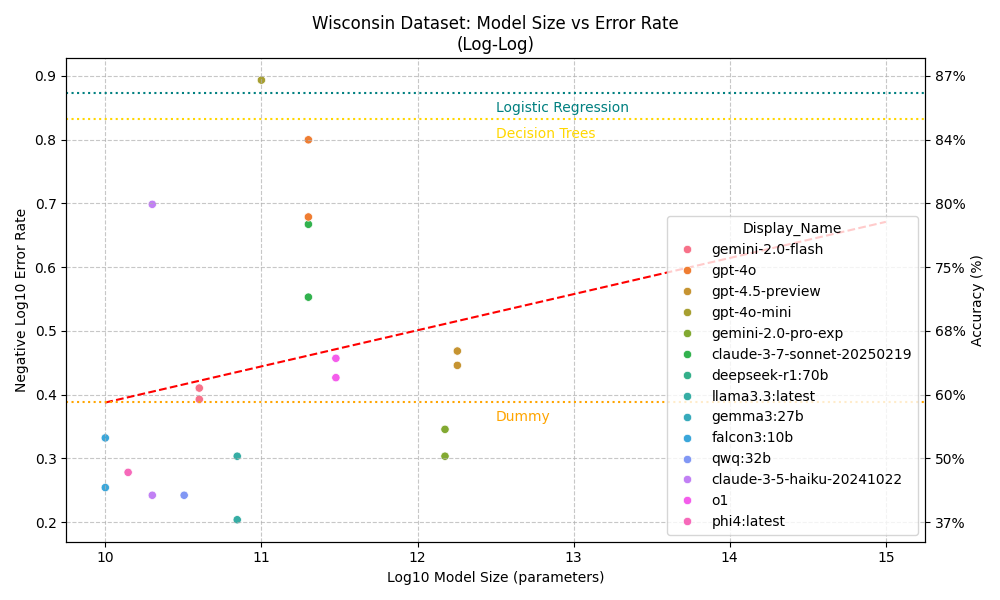 Wisconsin Dataset: Model Size vs Error Rate
(Log-Log)
Negative Log10 Error Rate
0.9
0.8
0.7
0.6
0.5
0.4
0.3
0.2
Logistic Regression
Decision Trees
Dummy
Display_Name
gemini-2.0-flash
gpt-4o
gpt-4.5-preview
gpt-4o-mini
gemini-2.0-pro-exp
claude-3-7-sonnet-20250219
deepseek-r1:70b
llama3.3:latest
gemma3:27b
falcon3:10b
qwq:32b
claude-3-5-haiku-20241022
o1
phi4:latest
87%
84%
80%
75%
68%
60%
50%
37%
Accuracy (%)
10 11 12 13 14 15
Log10 Model Size (parameters)